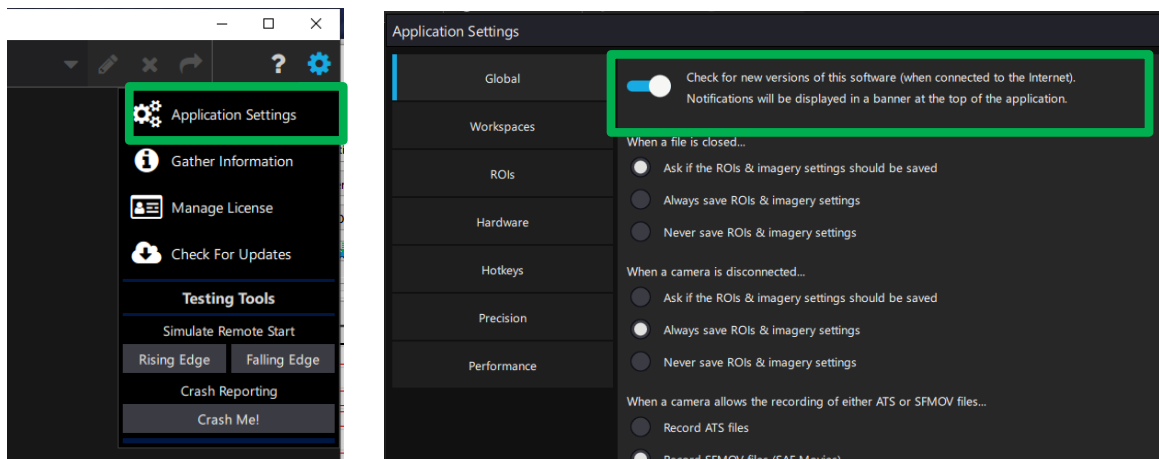 ?
Application Settings
Gather Information
Manage License
Check For Updates
Testing Tools
Simulate Remote Start
Rising Edge Falling Edge
Crash Reporting
Crash Me!
Application Settings
Global
Workspaces
ROIs
Hardware
Hotkeys
Precision
Performance
Check for new versions of this software (when connected to the Internet).
Notifications will be displayed in a banner at the top of the application.
When a file is closed...
Ask if the ROIs & imagery settings should be saved
Always save ROIs & imagery settings
Never save ROIs & imagery settings
When a camera is disconnected...
Ask if the ROIs & imagery settings should be saved
Always save ROIs & imagery settings
Never save ROIs & imagery settings
When a camera allows the recording of either ATS or SFMOV files...
Record ATS files
Record SFMOV files (SAF Movies)